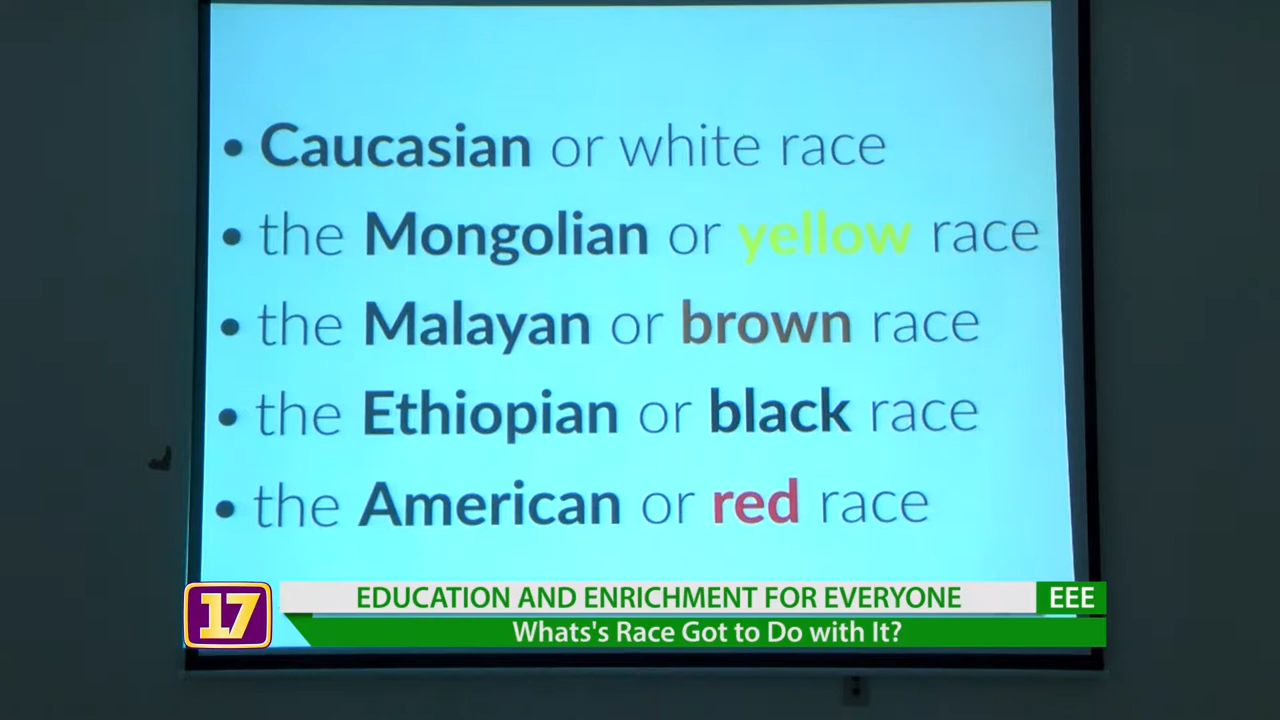 • Caucasian or white race
• the Mongolian or yellow race
• the Malayan or brown race
• the Ethiopian or black race
• the American or red race
17
EDUCATION AND ENRICHMENT FOR EVERYONE
EEE
Whats's Race Got to Do with It?